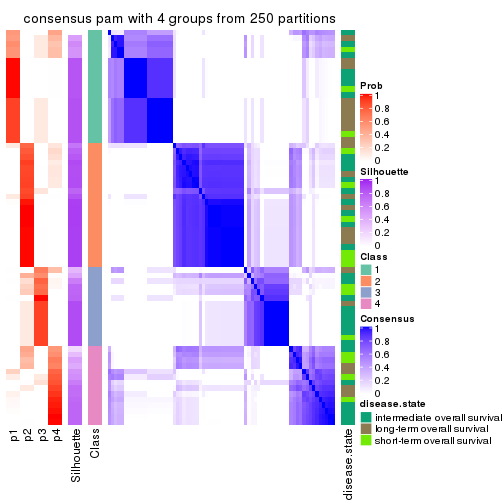 consensus pam with 4 groups from 250 partitions
Prob
1
0.8
0.6
0.4
0.2
0
Silhouette
1
0.8
0.6
0.4
0.2
0
Class
1
2
3
4
Consensus
1
0.8
0.6
0.4
0.2
0
disease.state
intermediate overall survival
long-term overall survival
short-term overall survival
p1
p2
p3
p4
Silhouette
Class
disease.state